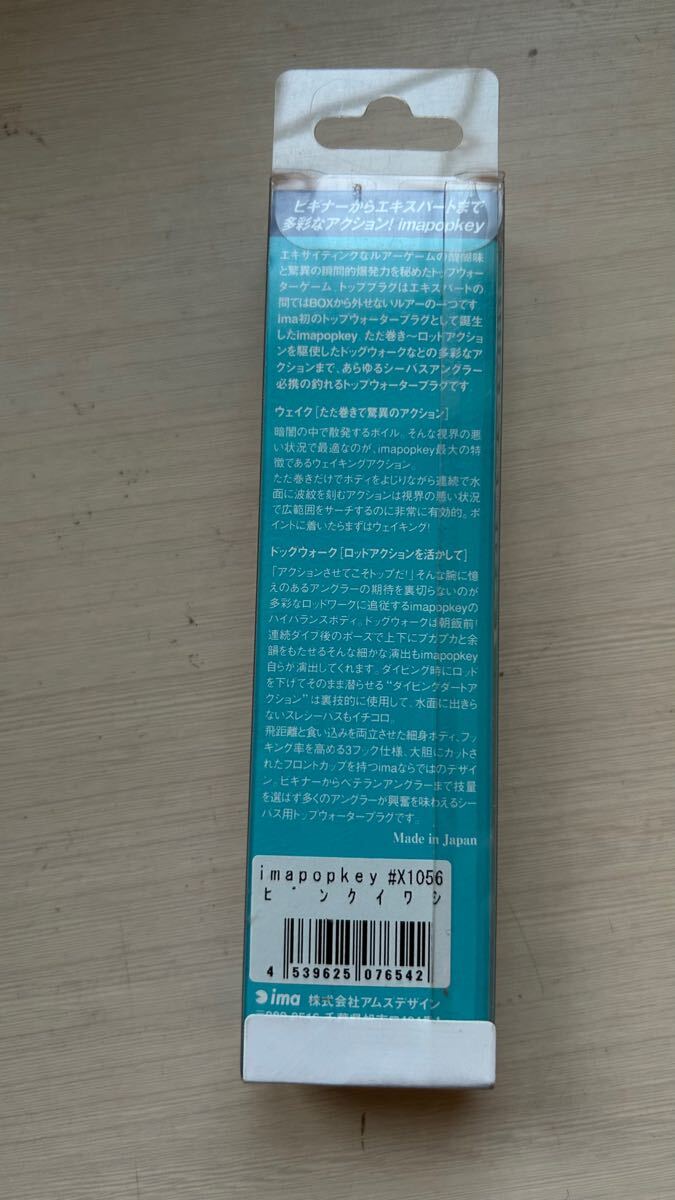 ビギナーからエキスパートまで
多彩なアクション! imapopkey
エキサイティングなルアーゲームの醍醐味
と驚異の瞬間的爆発力を秘めたトップウォー
ターゲーム。トッププラグはエキスパートの
間ではBOXから外せないルアーの一つです。
ima初のトップウォータープラグとして誕生
したimapopkey。ただ巻き〜ロッドアクショ
ンを駆使したドッグウォークなどの多彩なア
クションまで、あらゆるシーバスアングラー
必携の釣れるトップウォータープラグです。
ウェイク[ただ巻きで驚異のアクション]
暗闇の中で散発するボイル。そんな視界の悪
い状況で最適なのが、imapopkey最大の特
徴であるウェイキングアクション。
ただ巻きだけでボディをよじりながら連続で水
面に波紋を刻むアクションは視界の悪い状況
で広範囲をサーチするのに非常に有効的。ポ
イントに着いたらまずはウェイキング!
ドッグウォーク[ロッドアクションを活かして]
「アクションさせてこそトップだ!」そんな腕に憶
えのあるアングラーの期待を裏切らないのが
多彩なロッドワークに追従するimapopkeyの
ハイバランスボディ。ドッグウォークは朝飯前!
連続ダイブ後のポーズで上下にプカプカと余
韻をもたせるそんな細かな演出もimapopkey
自らが演出してくれます。ダイビング時にロッド
を下げてそのまま潜らせる"ダイビングダートア
クション"は裏技的に使用して、水面に出きら
ないスレシーバスもイチコロ。
飛距離と食い込みを両立させた細身ボディ、フッ
キング率を高める3フック仕様、大胆にカットさ
れたフロントカップを持つimaならではのデザイ
ン。ビギナーからベテランアングラーまで技量
を選ばず多くのアングラーが興奮を味わえるシー
バス用トップウォータープラグです。
Made in Japan
imapopkey #X1056
ピンクイワシ
4 539625 076542
ima 株式会社アムズデザイン